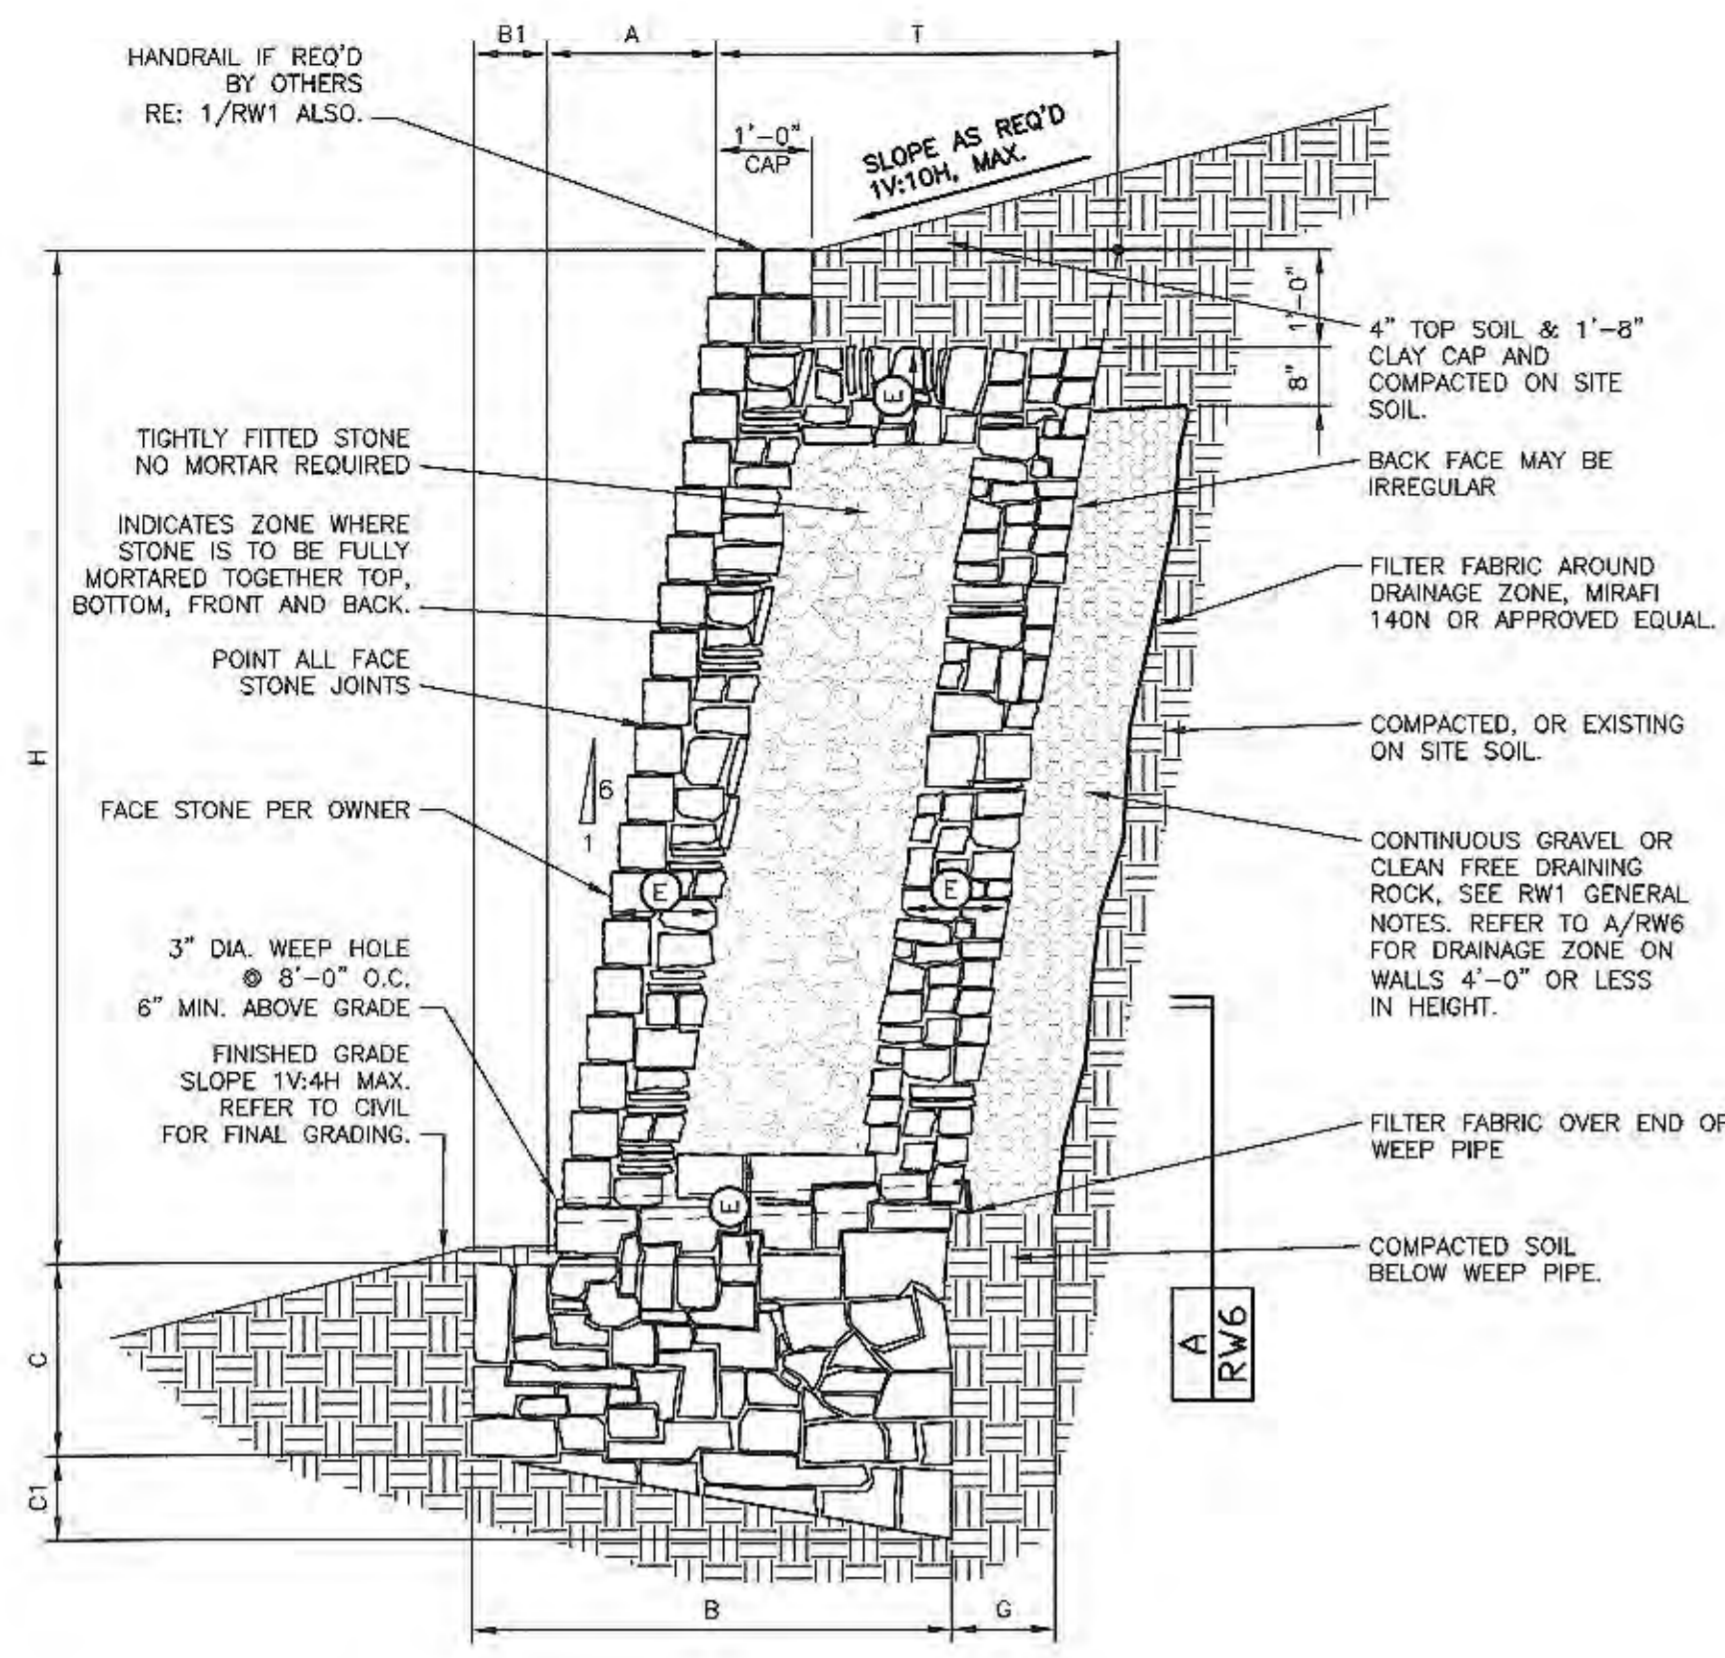 B1
A
T
HANDRAIL IF REQ'D
BY OTHERS
RE: 1/RW1 ALSO.
1'-0"
CAP
SLOPE AS REQ'D
1V:10H, MAX.
1'-0"
8"
4" TOP SOIL & 1'-8"
CLAY CAP AND
COMPACTED ON SITE
SOIL.
E
TIGHTLY FITTED STONE
NO MORTAR REQUIRED
BACK FACE MAY BE
IRREGULAR
INDICATES ZONE WHERE
STONE IS TO BE FULLY
MORTARED TOGETHER TOP,
BOTTOM, FRONT AND BACK.
FILTER FABRIC AROUND
DRAINAGE ZONE, MIRAFI
140N OR APPROVED EQUAL.
POINT ALL FACE
STONE JOINTS
COMPACTED, OR EXISTING
ON SITE SOIL.
H
6
1
FACE STONE PER OWNER
E
E
CONTINUOUS GRAVEL OR
CLEAN FREE DRAINING
ROCK, SEE RW1 GENERAL
NOTES. REFER TO A/RW6
FOR DRAINAGE ZONE ON
WALLS 4'-0" OR LESS
IN HEIGHT.
3" DIA. WEEP HOLE
@ 8'-0" O.C.
6" MIN. ABOVE GRADE
FINISHED GRADE
SLOPE 1V:4H MAX.
REFER TO CIVIL
FOR FINAL GRADING.
FILTER FABRIC OVER END OF
WEEP PIPE
E
COMPACTED SOIL
BELOW WEEP PIPE.
A
RW6
C
C1
B
G